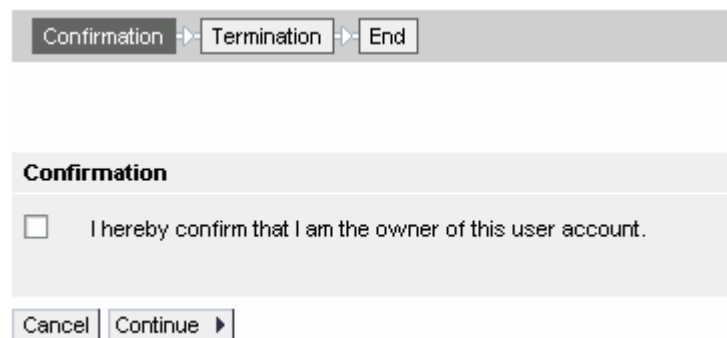 Confirmation Termination End
Confirmation
I hereby confirm that I am the owner of this user account.
Cancel Continue